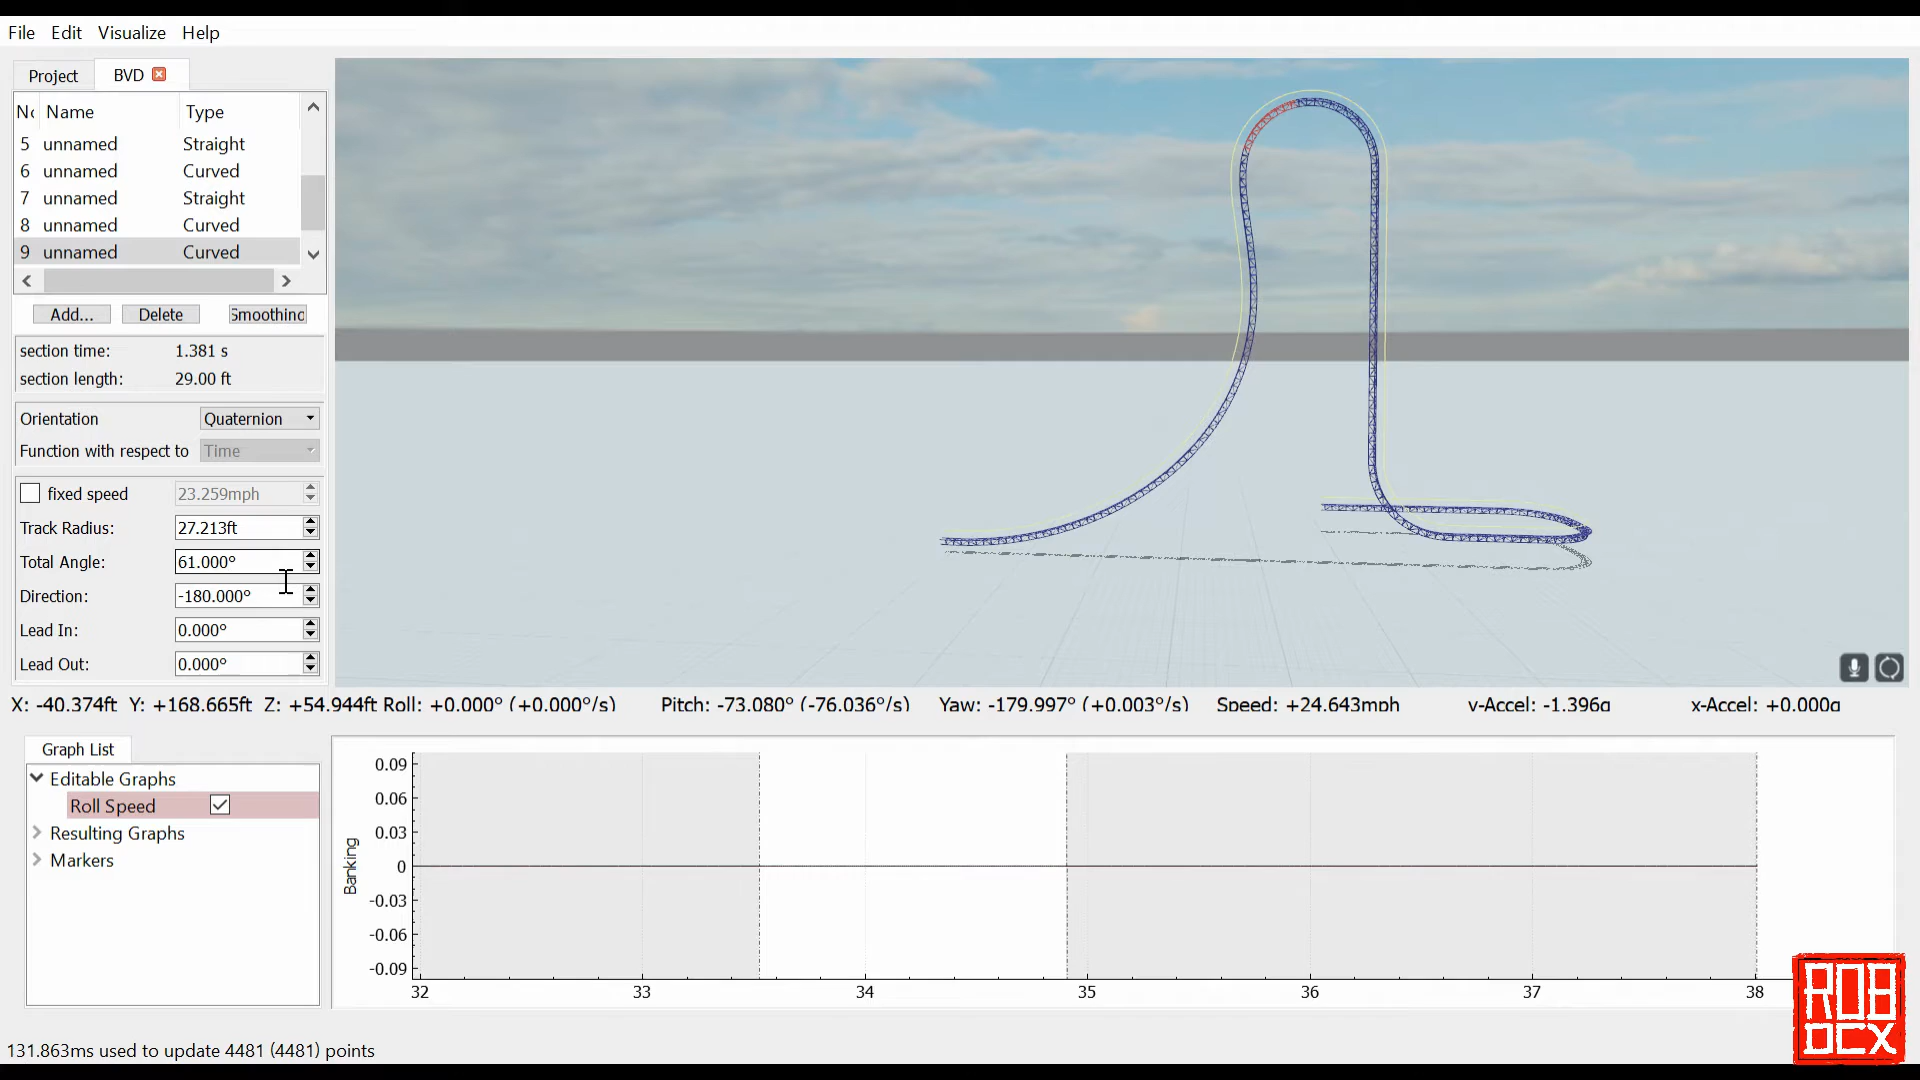 File Edit Visualize Help
Project BVD
Nc Name Type
5 unnamed Straight
6 unnamed Curved
7 unnamed Straight
8 unnamed Curved
9 unnamed Curved
Add... Delete Smoothing
section time: 1.381 s
section length: 29.00 ft
Orientation Quaternion
Function with respect to Time
fixed speed 23.259mph
Track Radius: 27.213ft
Total Angle: 61.000°
Direction: -180.000°
Lead In: 0.000°
Lead Out: 0.000°
X: -40.374ft Y: +168.665ft Z: +54.944ft Roll: +0.000° (+0.000°/s) Pitch: -73.080° (-76.036°/s) Yaw: -179.997° (+0.003°/s) Speed: +24.643mph y-Accel: -1.396g x-Accel: +0.000g
Graph List
Editable Graphs
Roll Speed
Resulting Graphs
Markers
Banking
0.09
0.06
0.03
0
-0.03
-0.06
-0.09
32 33 34 35 36 37 38
ROB
OCX
131.863ms used to update 4481 (4481) points